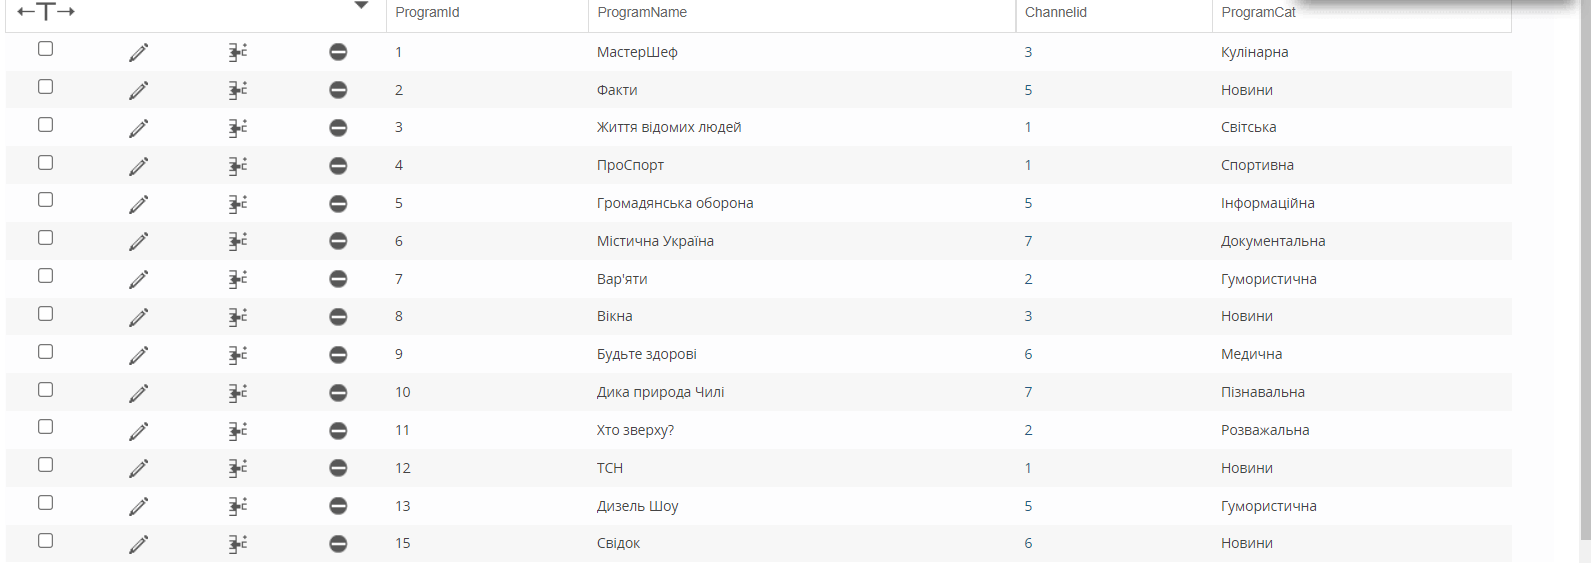 ProgramId ProgramName Channelid ProgramCat
1 МастерШеф 3 Кулінарна
2 Факти 5 Новини
3 Життя відомих людей 1 Світська
4 ПроСпорт 1 Спортивна
5 Громадянська оборона 5 Інформаційна
6 Містична Україна 7 Документальна
7 Вар'яти 2 Гумористична
8 Вікна 3 Новини
9 Будьте здорові 6 Медична
10 Дика природа Чилі 7 Пізнавальна
11 Хто зверху? 2 Розважальна
12 ТСН 1 Новини
13 Дизель Шоу 5 Гумористична
15 Свідок 6 Новини